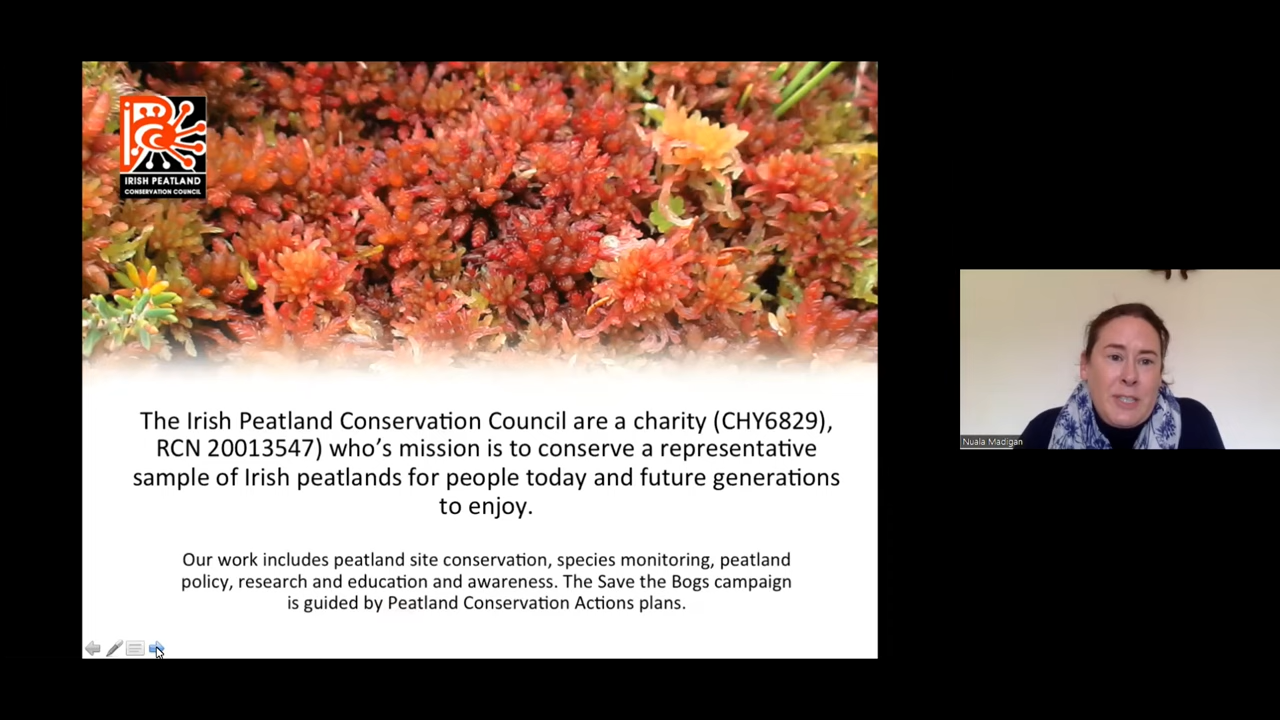 IRISH PEATLAND
CONSERVATION COUNCIL
The Irish Peatland Conservation Council are a charity (CHY6829),
RCN 20013547) who's mission is to conserve a representative
sample of Irish peatlands for people today and future generations
to enjoy.
Our work includes peatland site conservation, species monitoring, peatland
policy, research and education and awareness. The Save the Bogs campaign
is guided by Peatland Conservation Actions plans.
Nuala Madigan